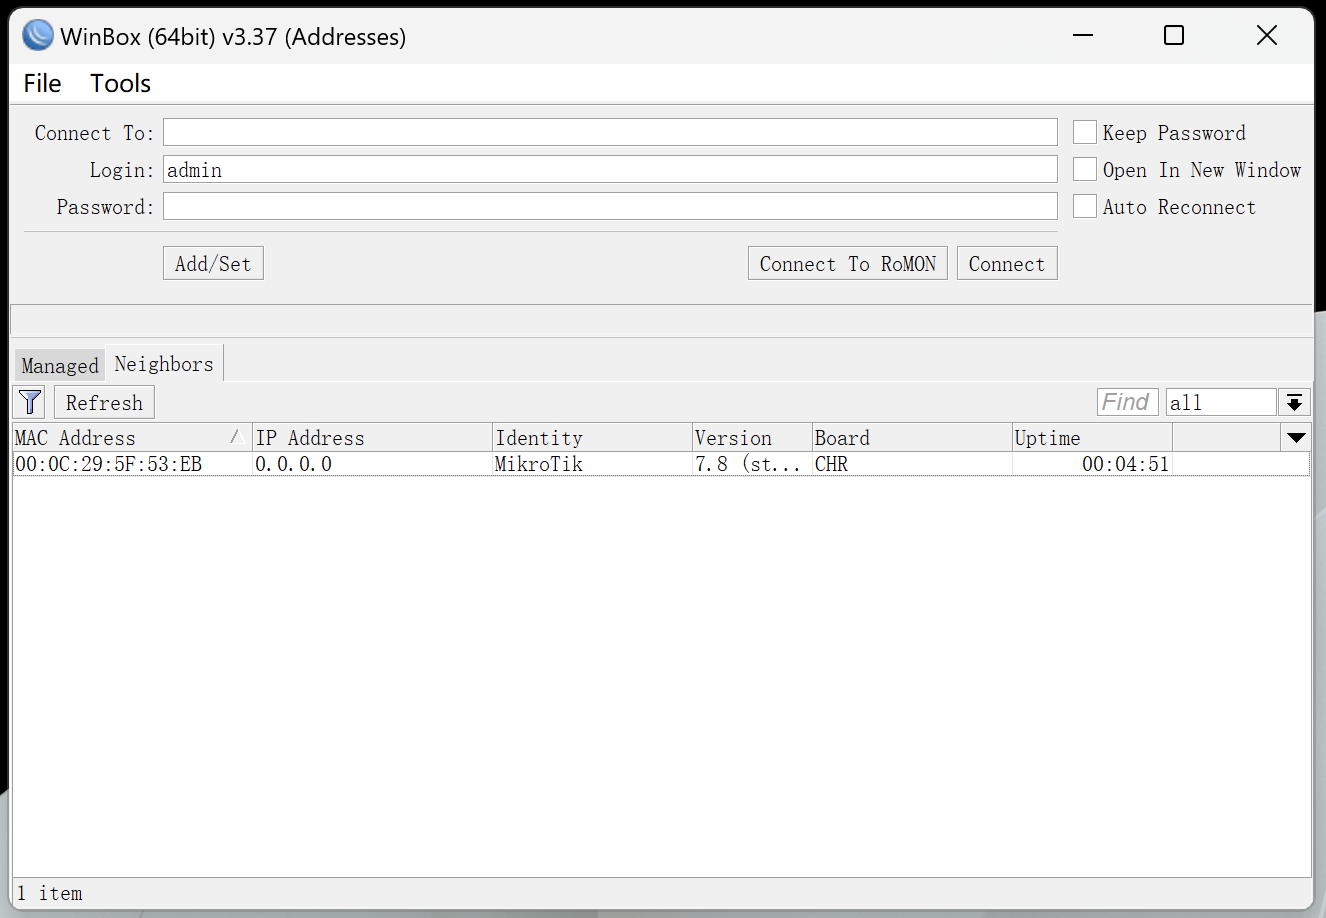 WinBox (64bit) v3.37 (Addresses)
File Tools
Connect To: Keep Password
Login: admin Open In New Window
Password: Auto Reconnect
Add/Set Connect To RoMON Connect
Managed Neighbors
Refresh Find all
MAC Address IP Address Identity Version Board Uptime
00:0C:29:5F:53:EB 0.0.0.0 MikroTik 7.8 (st... CHR 00:04:51
1 item